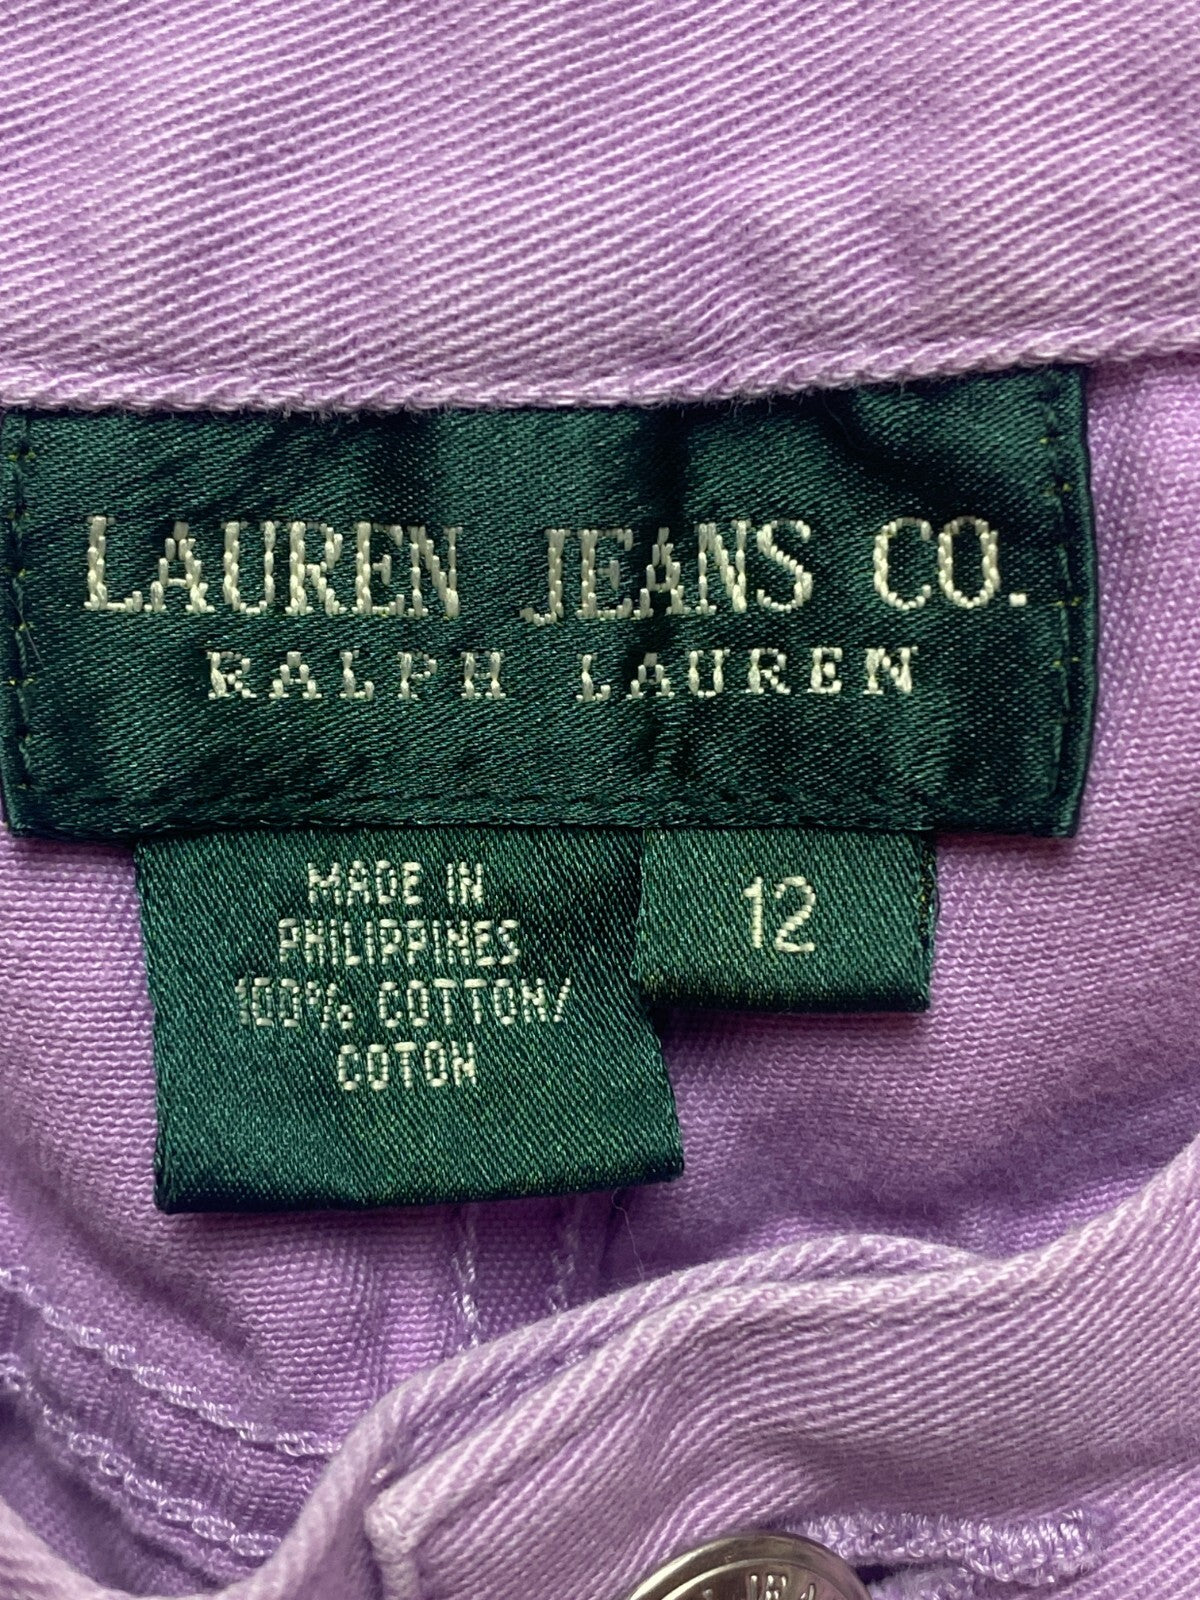 LAUREN JEANS CO.
RALPH LAUREN
MADE IN
PHILIPPINES
100% COTTON/
COTON
12